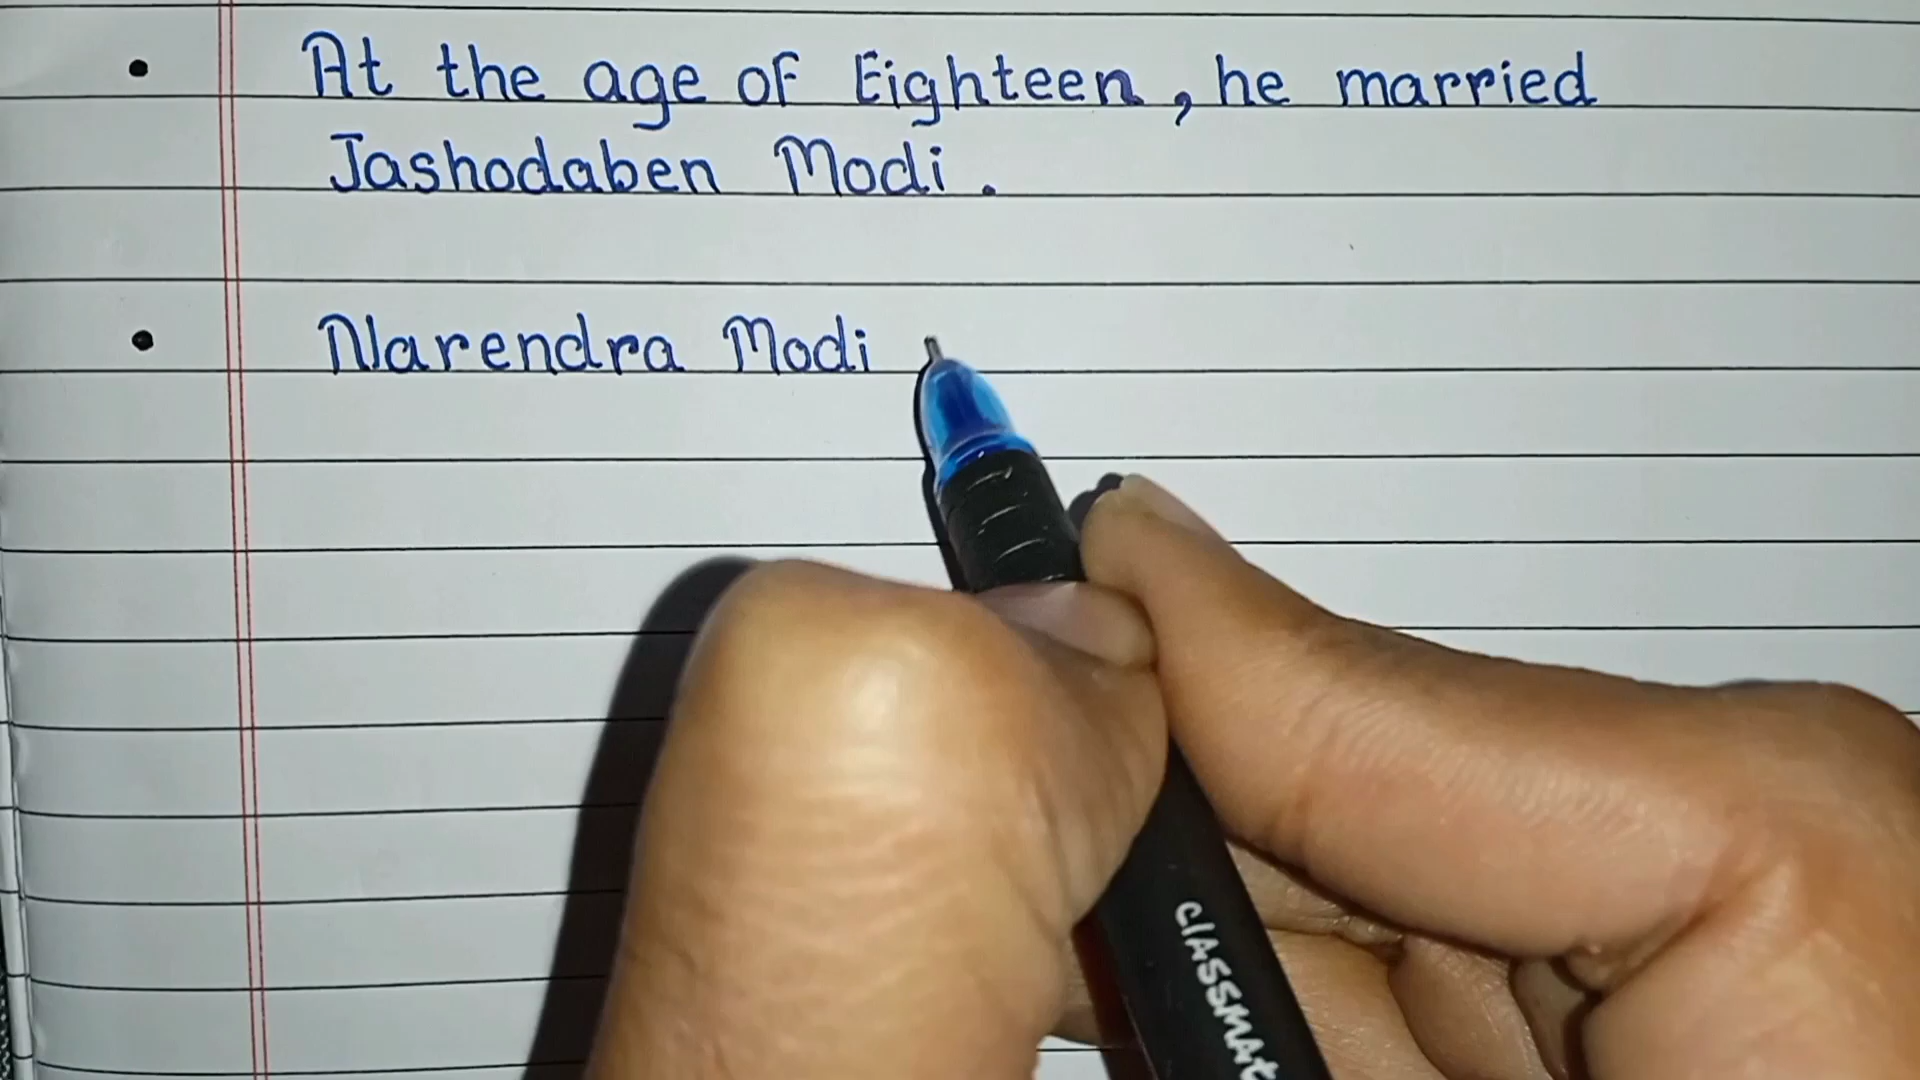 • At the age of Eighteen, he married
Jashodaben Modi.
• Narendra Modi
CLASSMAt